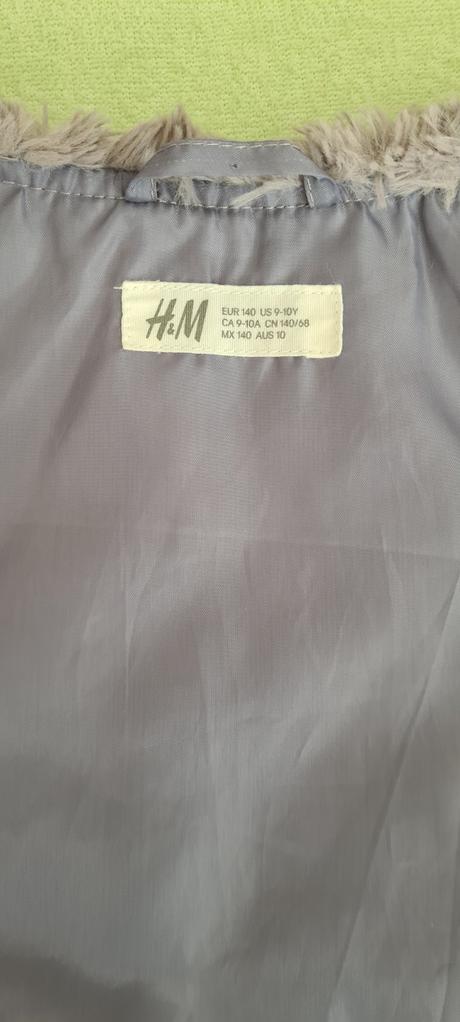 H&M
EUR 140 US 9-10Y
CA 9-10A CN 140/68
MX 140 AUS 10